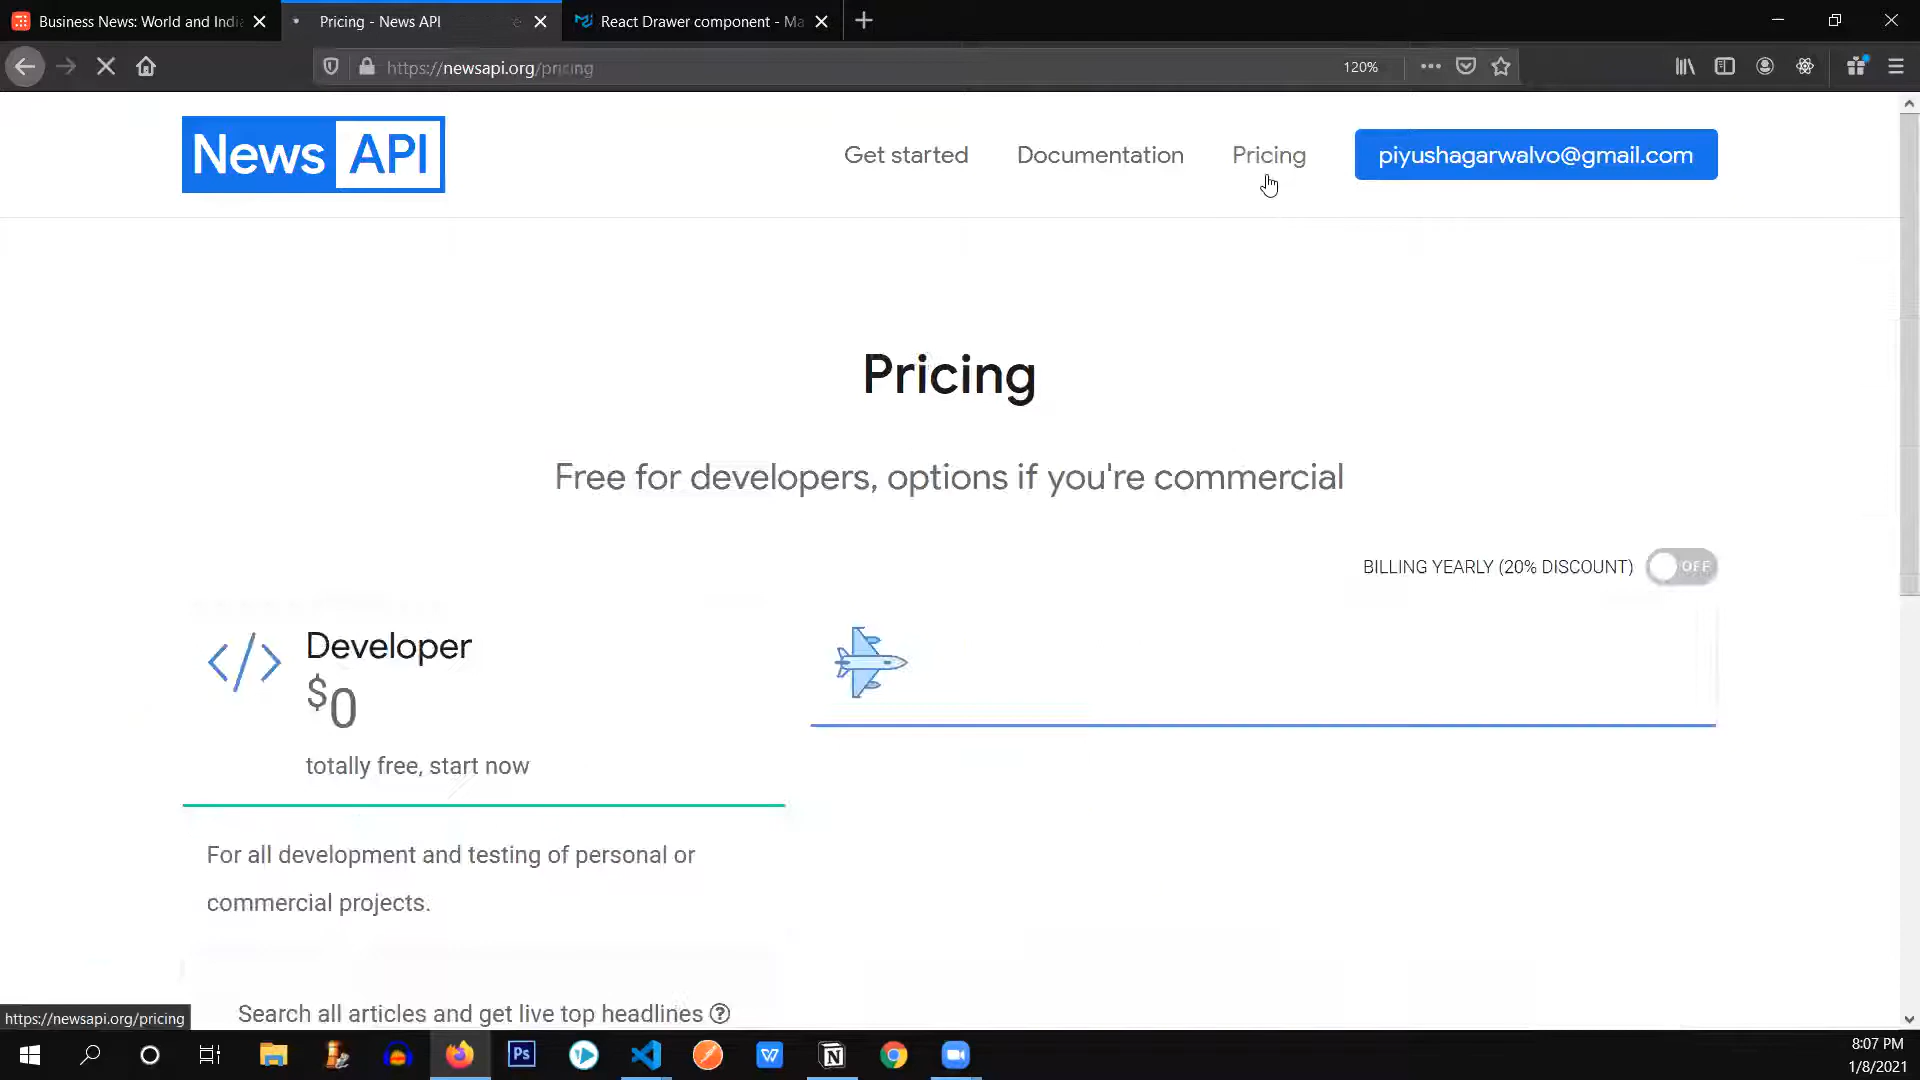 Business News: World and Indi
Pricing - News API
React Drawer component - Ma
https://newsapi.org/pricing
120%
News API
Get started
Documentation
Pricing
piyushagarwalvo@gmail.com
Pricing
Free for developers, options if you're commercial
BILLING YEARLY (20% DISCOUNT)
OFF
Developer
$0
totally free, start now
For all development and testing of personal or
commercial projects.
Search all articles and get live top headlines
https://newsapi.org/pricing
Ps
8:07 PM
1/8/2021